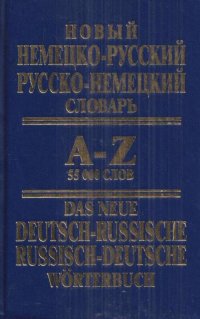 НОВЫЙ
НЕМЕЦКО-РУССКИЙ
РУССКО-НЕМЕЦКИЙ
СЛОВАРЬ
A-Z
55 000 СЛОВ
DAS NEUE
DEUTSCH-RUSSISCHE
RUSSISCH-DEUTSCHE
WÖRTERBUCH